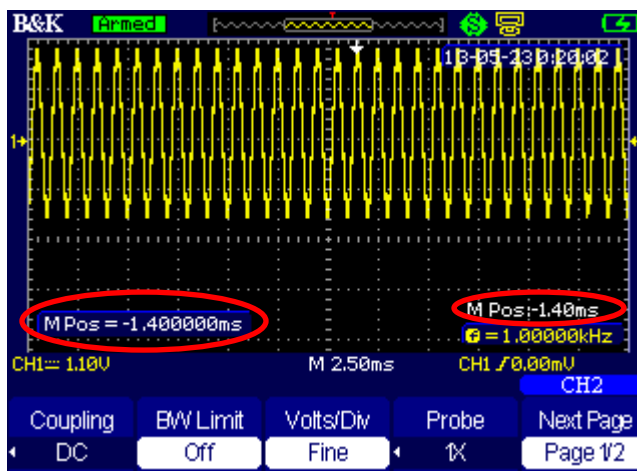 B&K Armed
13-05-23 0:20:02
1
M Pos:-1.40ms
M Pos = -1.400000ms
f = 1.00000kHz
CH1 1.10V M 2.50ms CH1 0.00mV
CH2
Coupling BW Limit Volts/Div Probe Next Page
DC Off Fine 1X Page 1/2